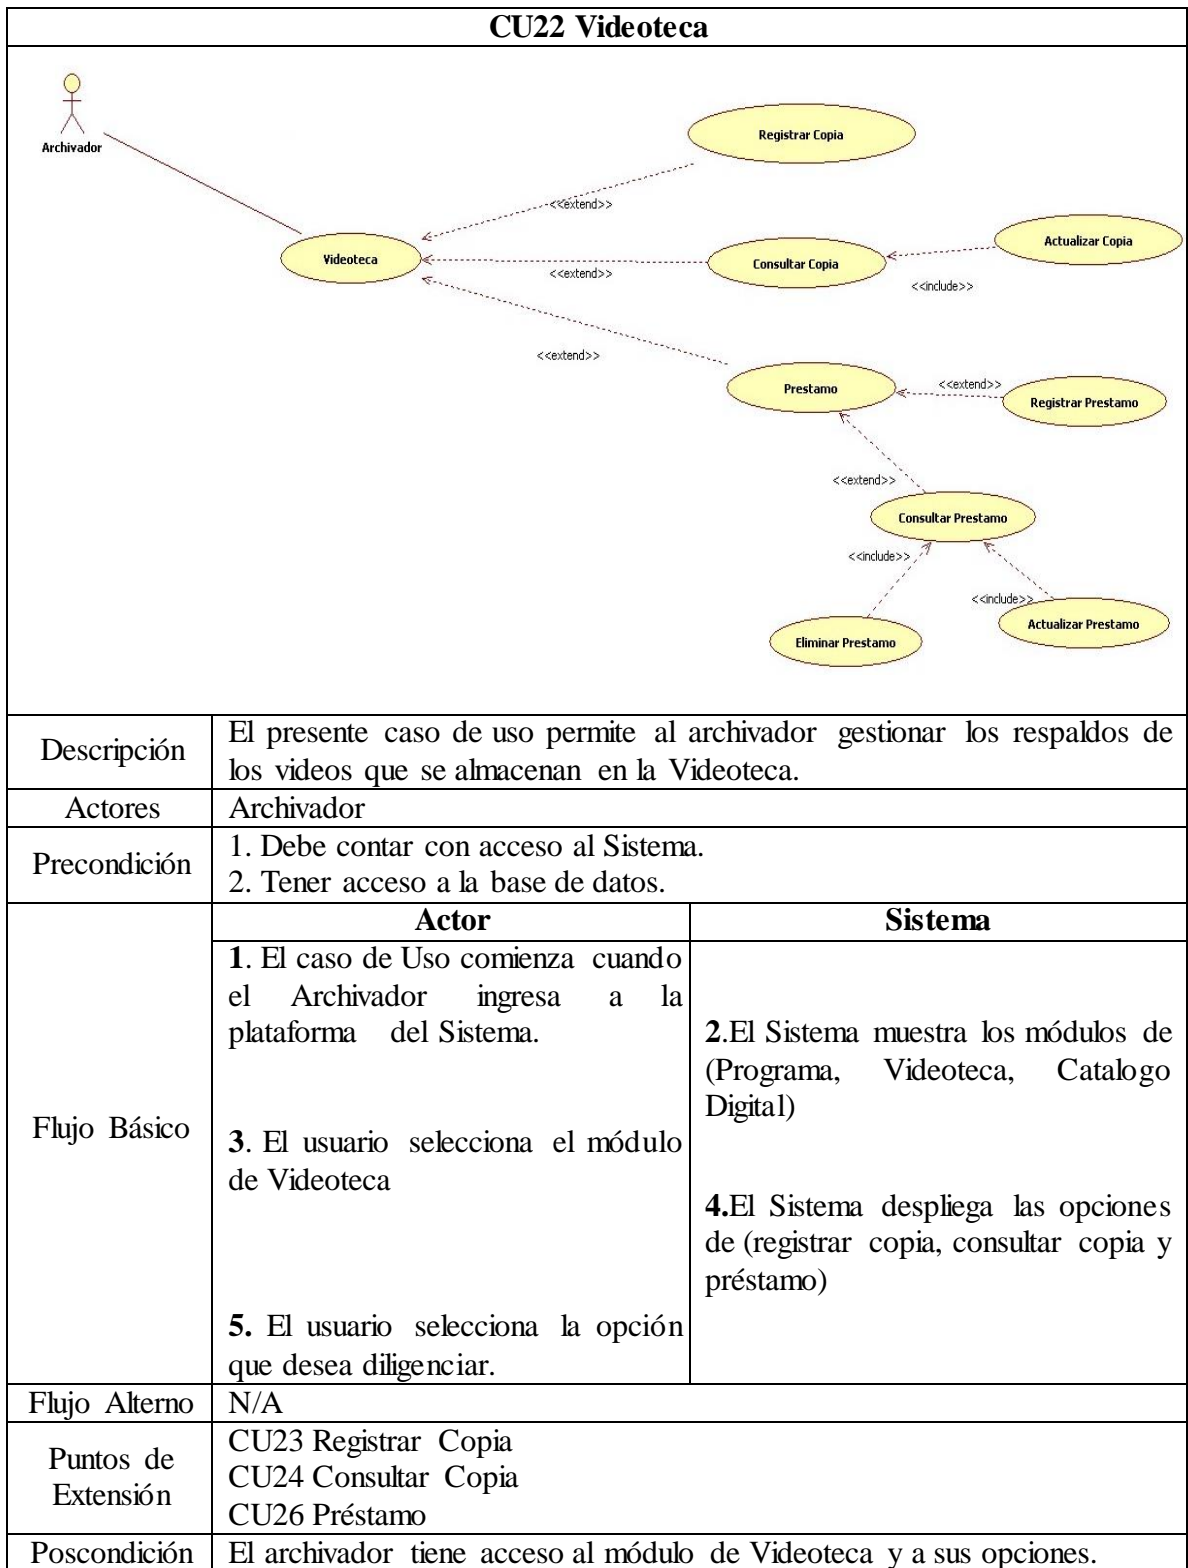 CU22 Videoteca
Archivador
Registrar Copia
<<extend>>
Videoteca
Consultar Copia
Actualizar Copia
<<extend>>
<<include>>
<<extend>>
Prestamo
<<extend>>
Registrar Prestamo
<<extend>>
Consultar Prestamo
<<include>>
<<include>>
Eliminar Prestamo
Actualizar Prestamo
Descripción
El presente caso de uso permite al archivador gestionar los respaldos de
los videos que se almacenan en la Videoteca.
Actores
Archivador
Precondición
1. Debe contar con acceso al Sistema.
2. Tener acceso a la base de datos.
Flujo Básico
Actor
1. El caso de Uso comienza cuando
el Archivador ingresa a la
plataforma del Sistema.
3. El usuario selecciona el módulo
de Videoteca
5. El usuario selecciona la opción
que desea diligenciar.
Sistema
2.El Sistema muestra los módulos de
(Programa, Videoteca, Catalogo
Digital)
4.El Sistema despliega las opciones
de (registrar copia, consultar copia y
préstamo)
Flujo Alterno
N/A
Puntos de
Extensión
CU23 Registrar Copia
CU24 Consultar Copia
CU26 Préstamo
Poscondición
El archivador tiene acceso al módulo de Videoteca y a sus opciones.